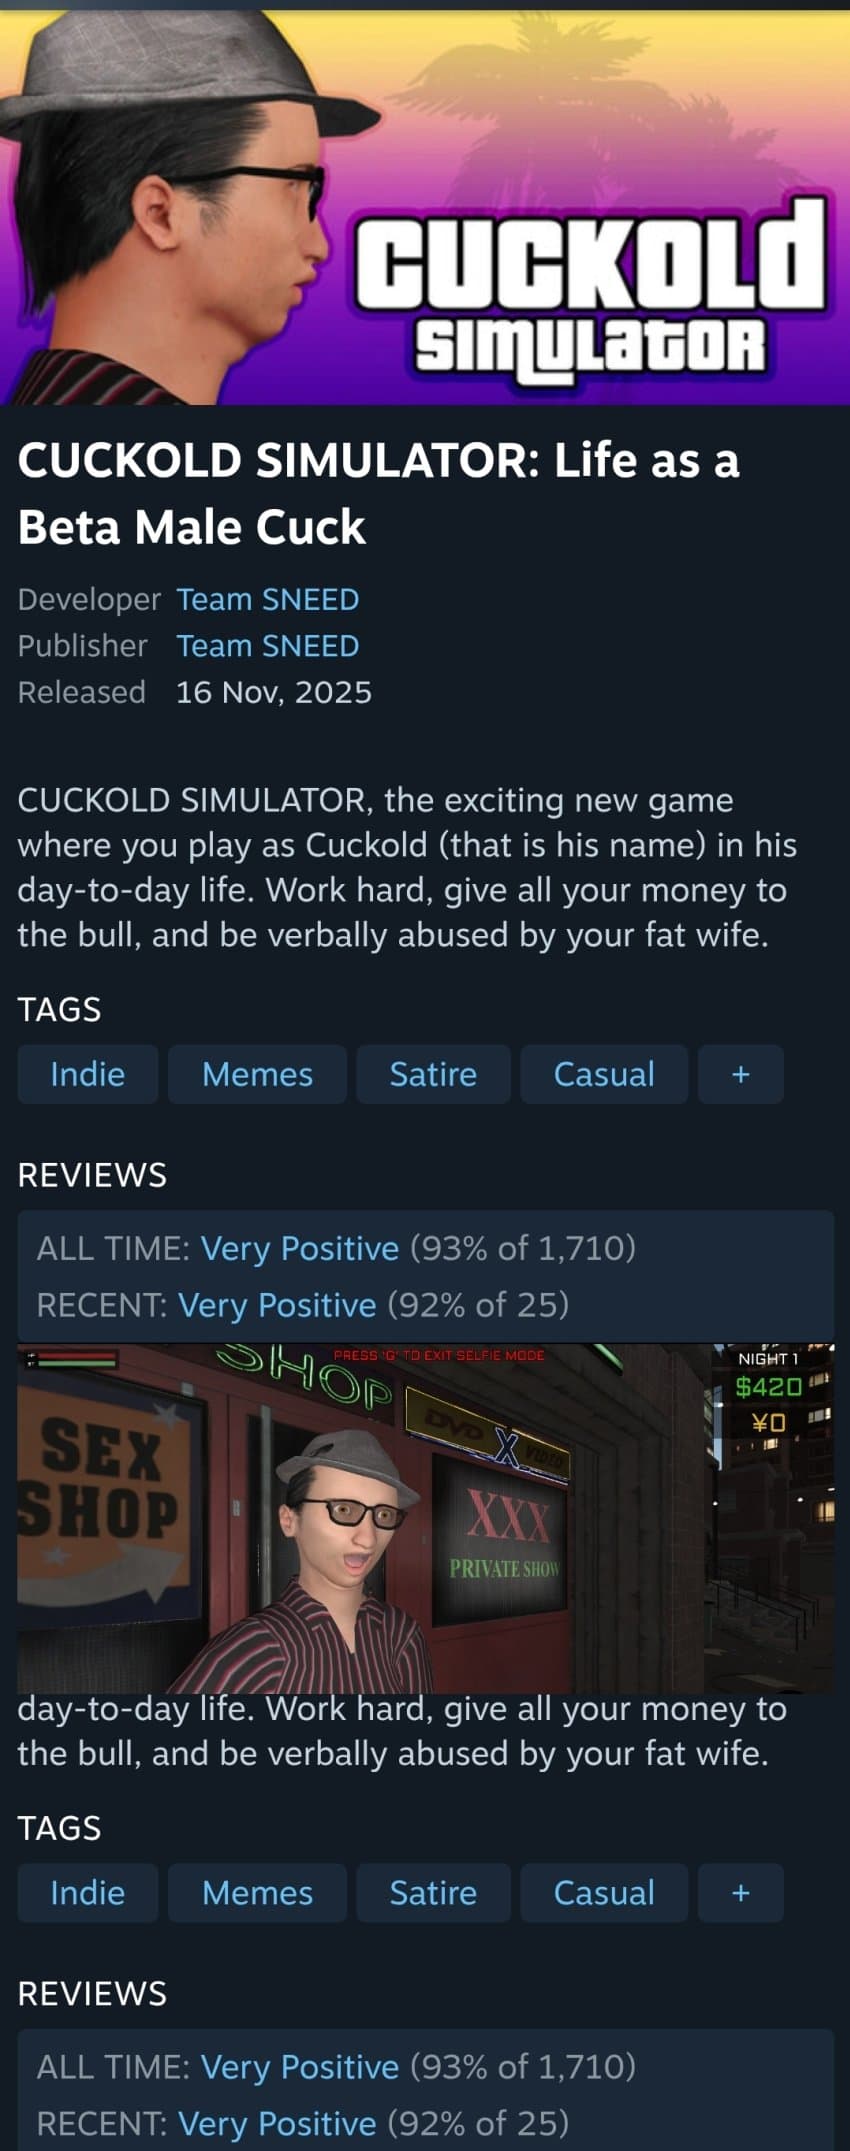 CUCKOLD
SIMULATOR
CUCKOLD SIMULATOR: Life as a
Beta Male Cuck
Developer Team SNEED
Publisher Team SNEED
Released 16 Nov, 2025
CUCKOLD SIMULATOR, the exciting new game
where you play as Cuckold (that is his name) in his
day-to-day life. Work hard, give all your money to
the bull, and be verbally abused by your fat wife.
TAGS
Indie Memes Satire Casual +
REVIEWS
ALL TIME: Very Positive (93% of 1,710)
RECENT: Very Positive (92% of 25)
PRESS 'G' TO EXIT SELFIE MODE
NIGHT 1
$420
¥0
SHOP
DVD X VIDEO
SEX
SHOP
XXX
PRIVATE SHOW
day-to-day life. Work hard, give all your money to
the bull, and be verbally abused by your fat wife.
TAGS
Indie Memes Satire Casual +
REVIEWS
ALL TIME: Very Positive (93% of 1,710)
RECENT: Very Positive (92% of 25)